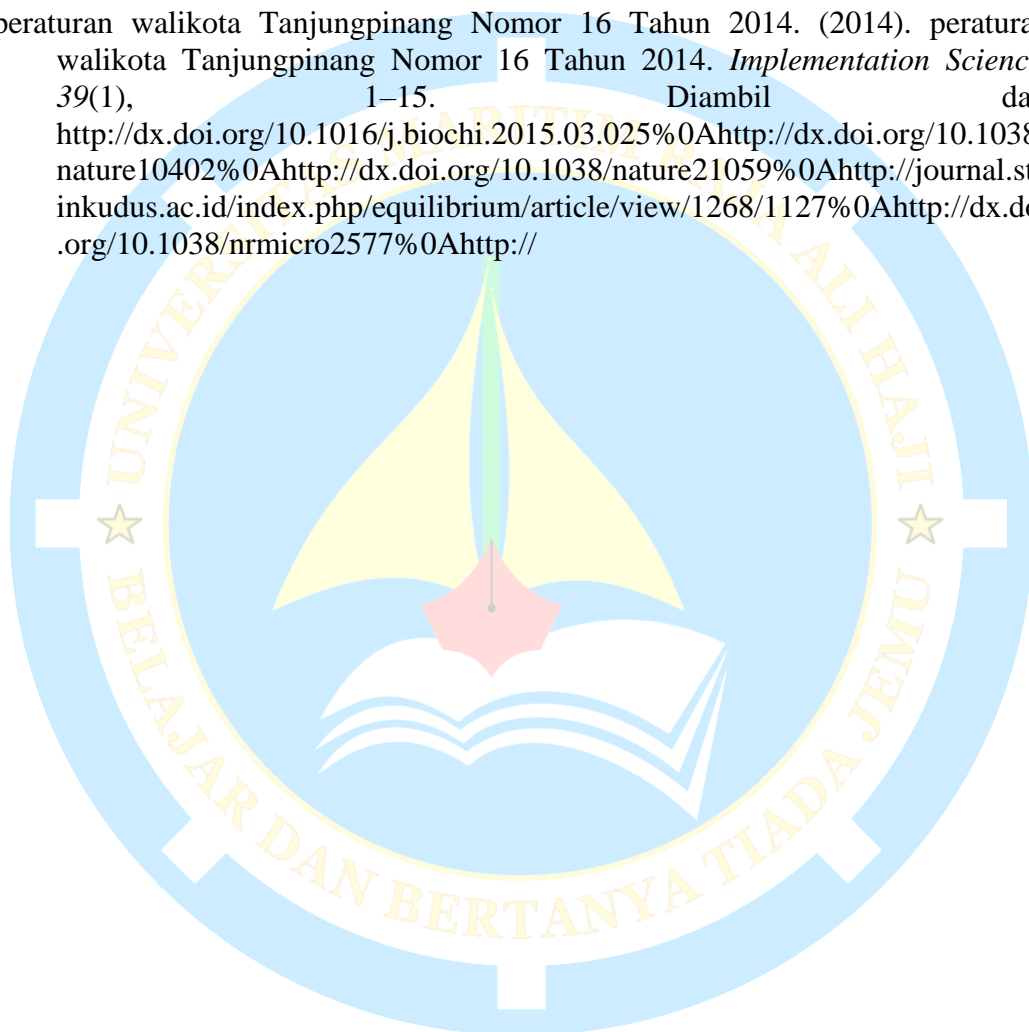 peraturan walikota Tanjungpinang Nomor 16 Tahun 2014. (2014). peratura
walikota Tanjungpinang Nomor 16 Tahun 2014. Implementation Scienc
39(1), 1–15. Diambil da
http://dx.doi.org/10.1016/j.biochi.2015.03.025%0Ahttp://dx.doi.org/10.1038
nature10402%0Ahttp://dx.doi.org/10.1038/nature21059%0Ahttp://journal.st
inkudus.ac.id/index.php/equilibrium/article/view/1268/1127%0Ahttp://dx.do
.org/10.1038/nrmicro2577%0Ahttp://
UNIVERSITAS MARITIM RAJA ALI HAJI
BELAJAR DAN BERTANYA TIADA JEMU